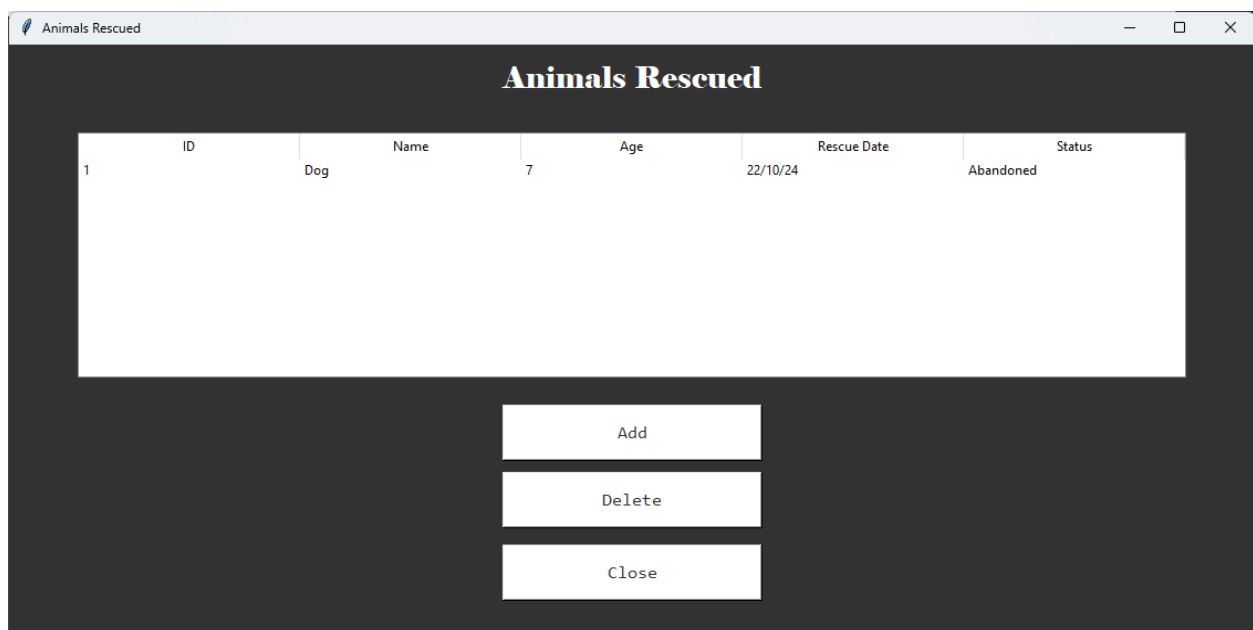 Animals Rescued
Animals Rescued
ID Name Age Rescue Date Status
1 Dog 7 22/10/24 Abandoned
Add
Delete
Close